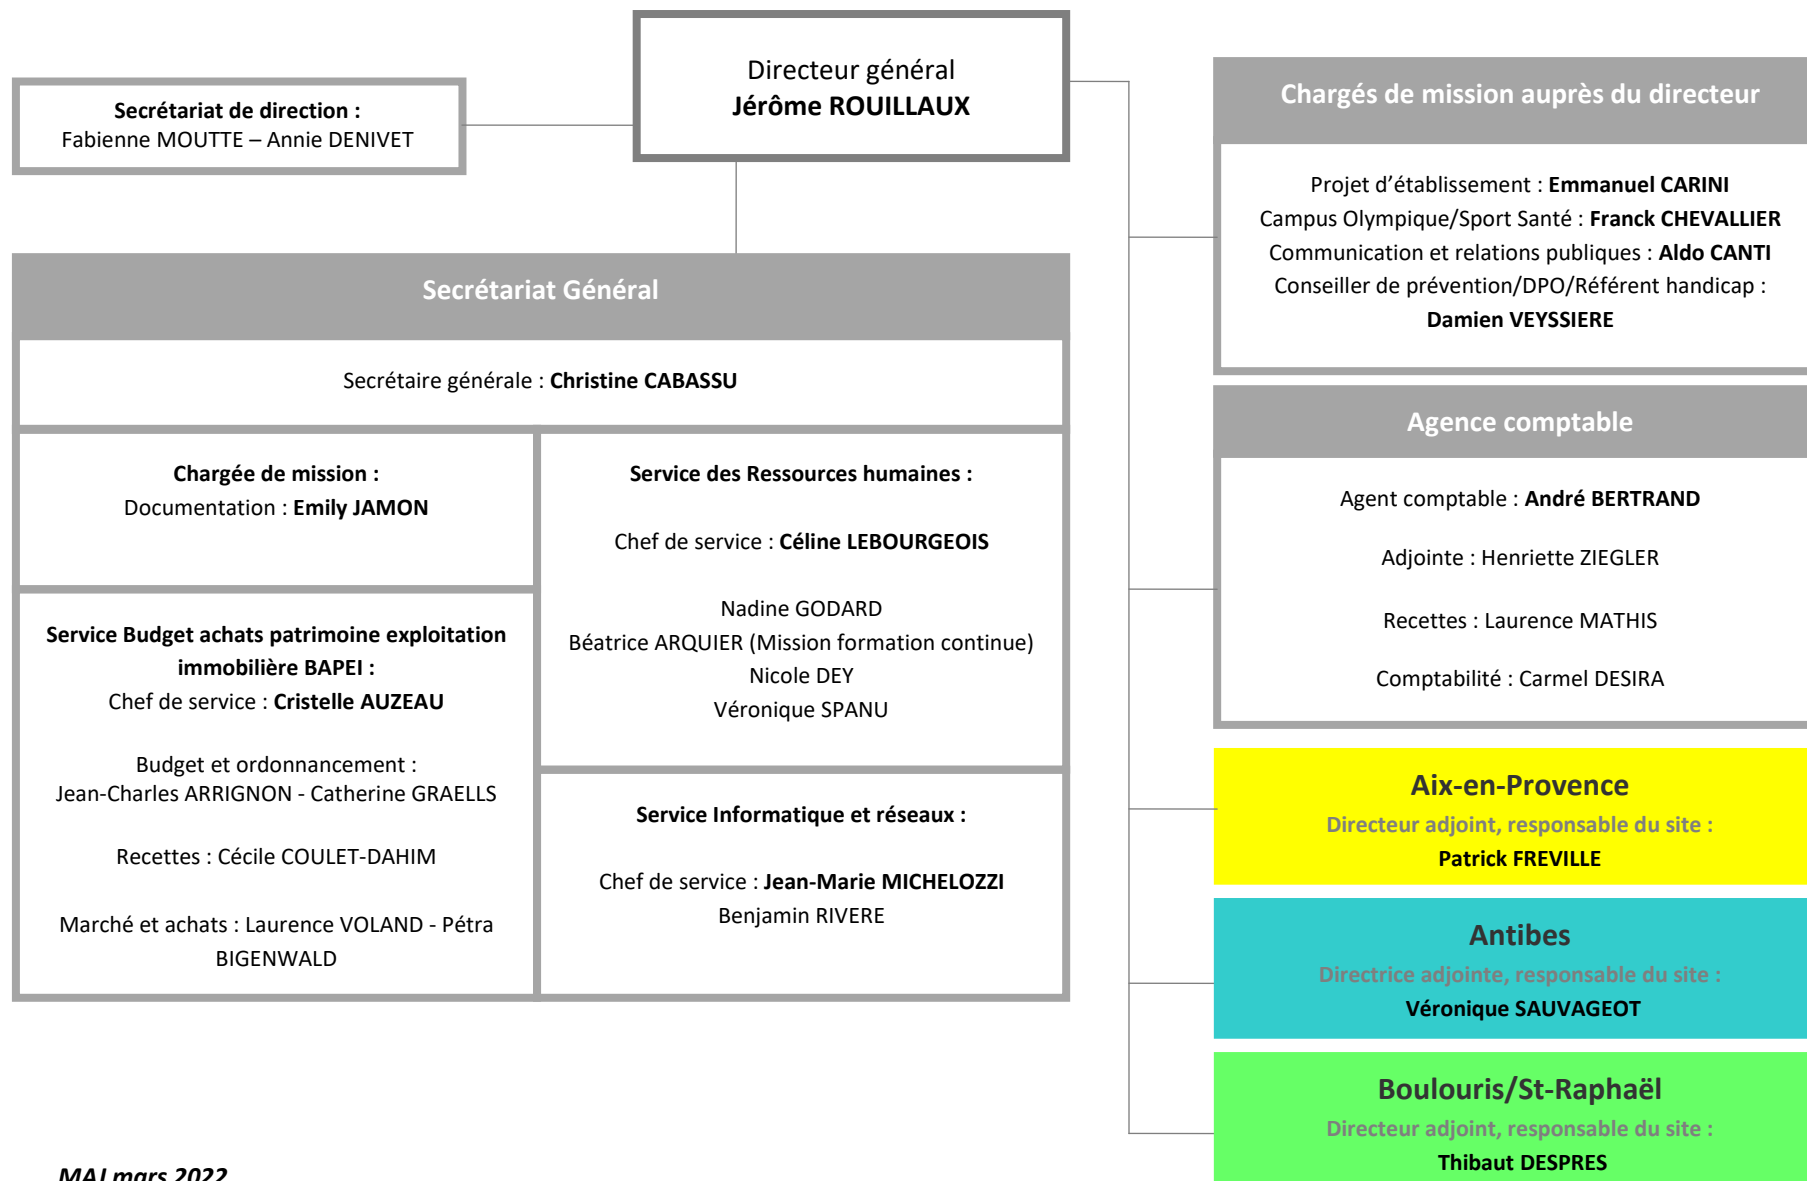 Directeur général
Jérôme ROUILLAUX
Secrétariat de direction :
Fabienne MOUTTE – Annie DENIVET
Secrétariat Général
Secrétaire générale : Christine CABASSU
Chargée de mission :
Documentation : Emily JAMON
Service Budget achats patrimoine exploitation
immobilière BAPEI :
Chef de service : Cristelle AUZEAU
Budget et ordonnancement :
Jean-Charles ARRIGNON - Catherine GRAELLS
Recettes : Cécile COULET-DAHIM
Marché et achats : Laurence VOLAND - Pétra
BIGENWALD
Service des Ressources humaines :
Chef de service : Céline LEBOURGEOIS
Nadine GODARD
Béatrice ARQUIER (Mission formation continue)
Nicole DEY
Véronique SPANU
Service Informatique et réseaux :
Chef de service : Jean-Marie MICHELOZZI
Benjamin RIVERE
Chargés de mission auprès du directeur
Projet d’établissement : Emmanuel CARINI
Campus Olympique/Sport Santé : Franck CHEVALLIER
Communication et relations publiques : Aldo CANTI
Conseiller de prévention/DPO/Référent handicap :
Damien VEYSSIERE
Agence comptable
Agent comptable : André BERTRAND
Adjointe : Henriette ZIEGLER
Recettes : Laurence MATHIS
Comptabilité : Carmel DESIRA
Aix-en-Provence
Directeur adjoint, responsable du site :
Patrick FREVILLE
Antibes
Directrice adjointe, responsable du site :
Véronique SAUVAGEOT
Boulouris/St-Raphaël
Directeur adjoint, responsable du site :
Thibaut DESPRES
MAJ mars 2022